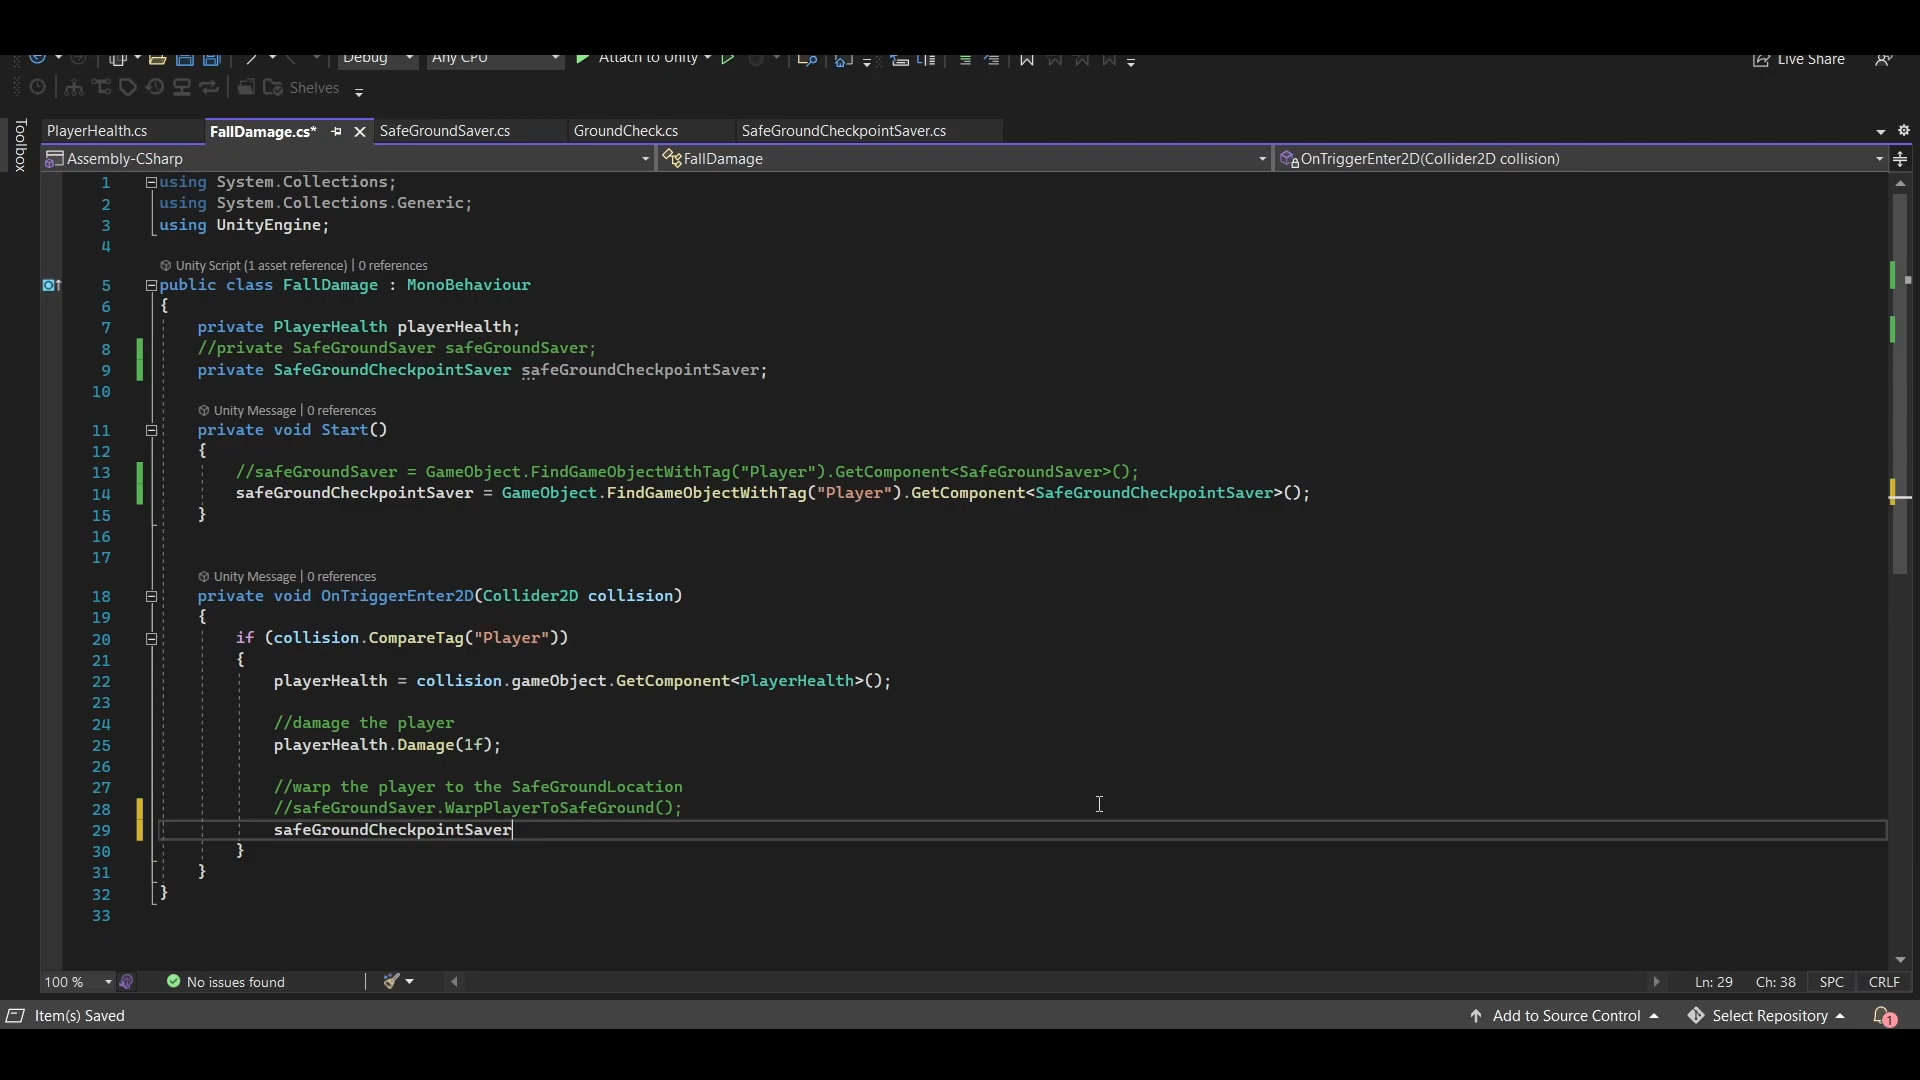 Debug Any CPU Attach to Unity Live Share
Shelves
Toolbox
PlayerHealth.cs FallDamage.cs* SafeGroundSaver.cs GroundCheck.cs SafeGroundCheckpointSaver.cs
Assembly-CSharp FallDamage OnTriggerEnter2D(Collider2D collision)
1 using System.Collections;
2 using System.Collections.Generic;
3 using UnityEngine;
4
Unity Script (1 asset reference) | 0 references
5 public class FallDamage : MonoBehaviour
6 {
7 private PlayerHealth playerHealth;
8 //private SafeGroundSaver safeGroundSaver;
9 private SafeGroundCheckpointSaver safeGroundCheckpointSaver;
10
Unity Message | 0 references
11 private void Start()
12 {
13 //safeGroundSaver = GameObject.FindGameObjectWithTag("Player").GetComponent<SafeGroundSaver>();
14 safeGroundCheckpointSaver = GameObject.FindGameObjectWithTag("Player").GetComponent<SafeGroundCheckpointSaver>();
15 }
16
17
Unity Message | 0 references
18 private void OnTriggerEnter2D(Collider2D collision)
19 {
20 if (collision.CompareTag("Player"))
21 {
22 playerHealth = collision.gameObject.GetComponent<PlayerHealth>();
23
24 //damage the player
25 playerHealth.Damage(1f);
26
27 //warp the player to the SafeGroundLocation
28 //safeGroundSaver.WarpPlayerToSafeGround();
29 safeGroundCheckpointSaver
30 }
31 }
32 }
33
100 % No issues found Ln: 29 Ch: 38 SPC CRLF
Item(s) Saved Add to Source Control Select Repository 1